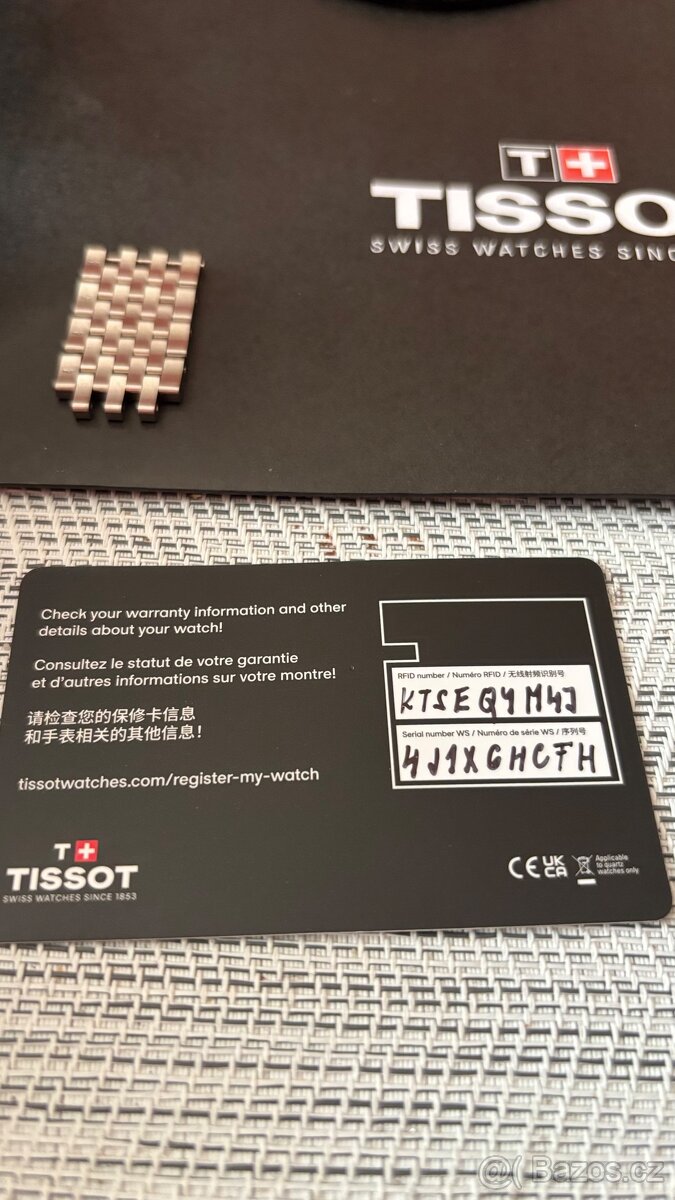 T+
TISSO
SWISS WATCHES SINC
Check your warranty information and other
details about your watch!
Consultez le statut de votre garantie
et d'autres informations sur votre montre!
请检查您的保修卡信息
和手表相关的其他信息！
tissotwatches.com/register-my-watch
T+
TISSOT
SWISS WATCHES SINCE 1853
RFID number / Numéro RFID / 无线射频识别号
KTSEQ4M4J
Serial number WS / Numéro de série WS / 序列号
4J1XGHCFH
CE UK
CA
Applicable
to quartz
watches only
@( Bazos.cz